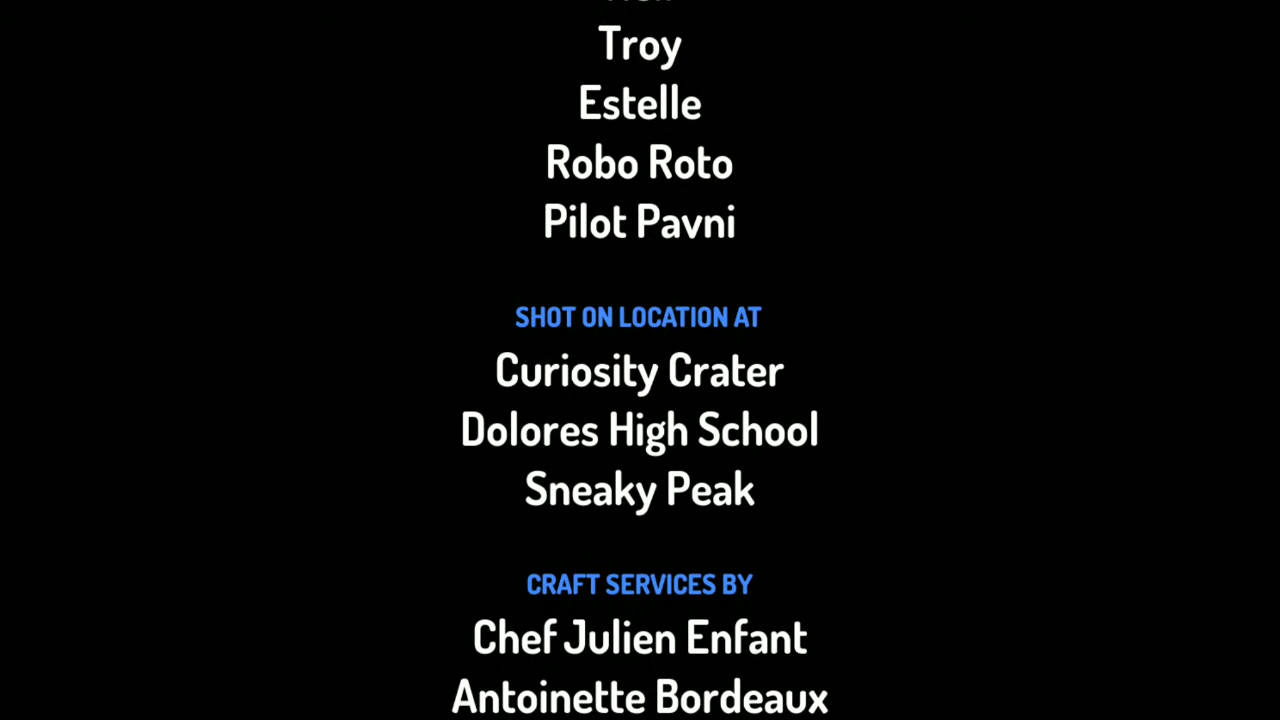 Troy
Estelle
Robo Roto
Pilot Pavni
SHOT ON LOCATION AT
Curiosity Crater
Dolores High School
Sneaky Peak
CRAFT SERVICES BY
Chef Julien Enfant
Antoinette Bordeaux